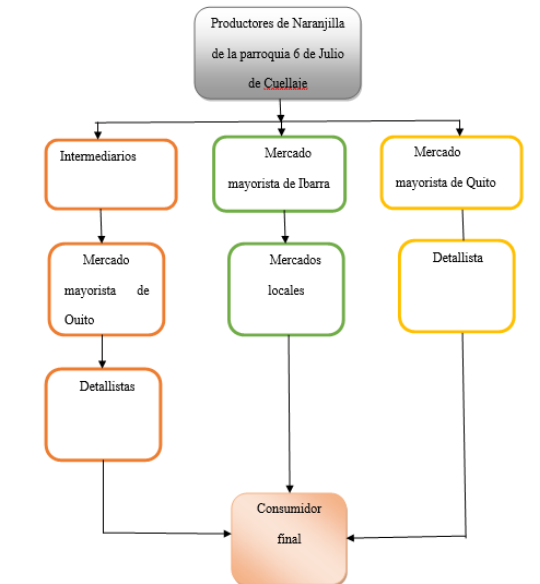 Productores de Naranjilla
de la parroquia 6 de Julio
de Cuellaje
Intermediarios
Mercado
mayorista de Ibarra
Mercado
mayorista de Quito
Mercado
mayorista de
Quito
Mercados
locales
Detallista
Detallistas
Consumidor
final